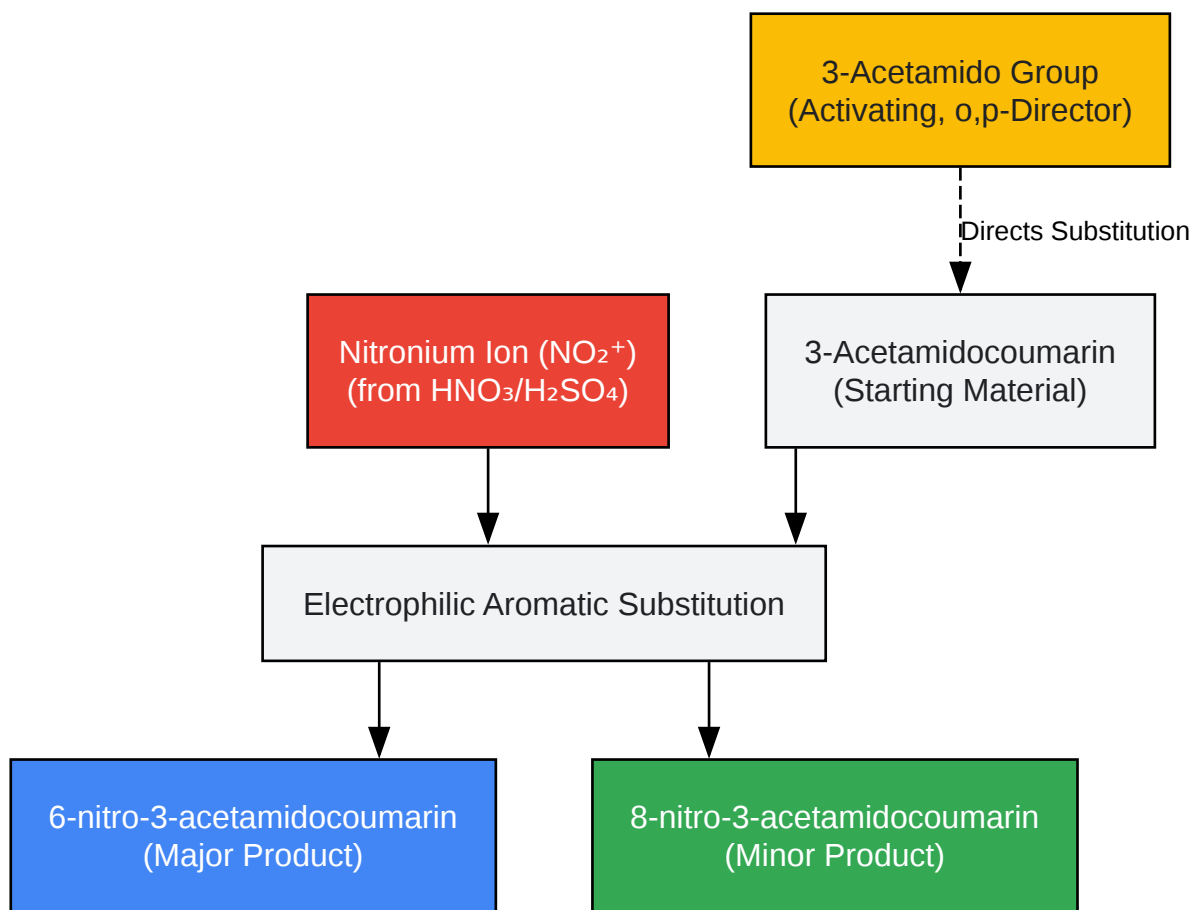 3-Acetamido Group
(Activating, o,p-Director)
Directs Substitution
Nitronium Ion (NO₂⁺)
(from HNO₃/H₂SO₄)
3-Acetamidocoumarin
(Starting Material)
Electrophilic Aromatic Substitution
6-nitro-3-acetamidocoumarin
(Major Product)
8-nitro-3-acetamidocoumarin
(Minor Product)